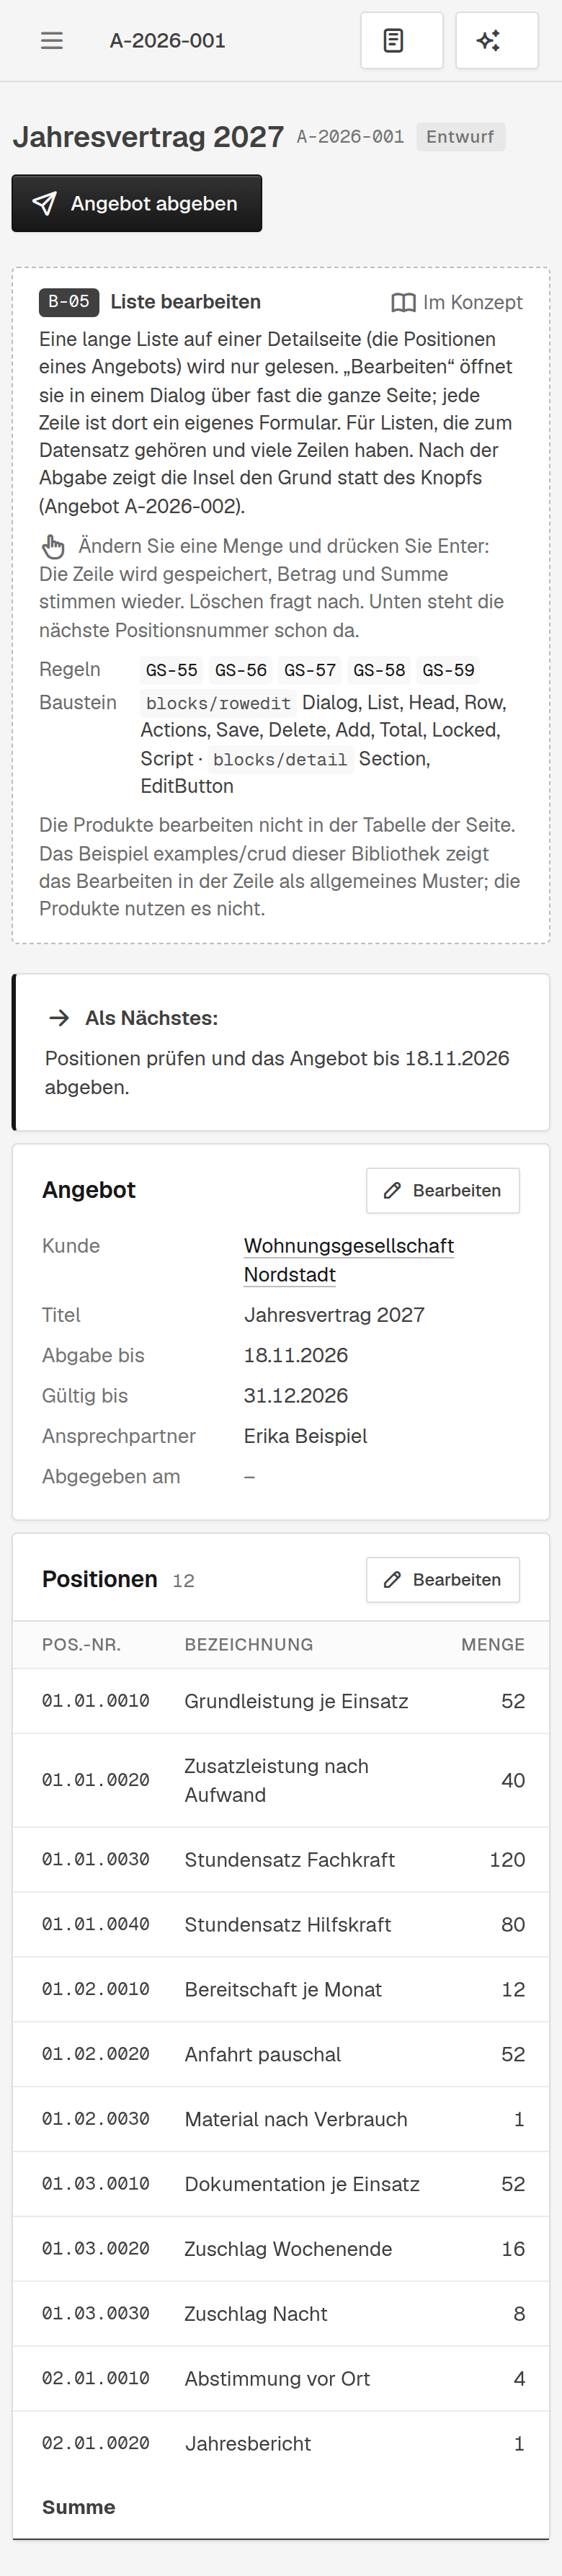 A-2026-001
Jahresvertrag 2027 A-2026-001 Entwurf
Angebot abgeben
B-05 Liste bearbeiten Im Konzept
Eine lange Liste auf einer Detailseite (die Positionen
eines Angebots) wird nur gelesen. „Bearbeiten“ öffnet
sie in einem Dialog über fast die ganze Seite; jede
Zeile ist dort ein eigenes Formular. Für Listen, die zum
Datensatz gehören und viele Zeilen haben. Nach der
Abgabe zeigt die Insel den Grund statt des Knopfs
(Angebot A-2026-002).
Ändern Sie eine Menge und drücken Sie Enter:
Die Zeile wird gespeichert, Betrag und Summe
stimmen wieder. Löschen fragt nach. Unten steht die
nächste Positionsnummer schon da.
Regeln GS-55 GS-56 GS-57 GS-58 GS-59
Baustein blocks/rowedit Dialog, List, Head, Row,
Actions, Save, Delete, Add, Total, Locked,
Script · blocks/detail Section,
EditButton
Die Produkte bearbeiten nicht in der Tabelle der Seite.
Das Beispiel examples/crud dieser Bibliothek zeigt
das Bearbeiten in der Zeile als allgemeines Muster; die
Produkte nutzen es nicht.
Als Nächstes:
Positionen prüfen und das Angebot bis 18.11.2026
abgeben.
Angebot Bearbeiten
Kunde Wohnungsgesellschaft
Nordstadt
Titel Jahresvertrag 2027
Abgabe bis 18.11.2026
Gültig bis 31.12.2026
Ansprechpartner Erika Beispiel
Abgegeben am –
Positionen 12 Bearbeiten
POS.-NR. BEZEICHNUNG MENGE
01.01.0010 Grundleistung je Einsatz 52
01.01.0020 Zusatzleistung nach
Aufwand 40
01.01.0030 Stundensatz Fachkraft 120
01.01.0040 Stundensatz Hilfskraft 80
01.02.0010 Bereitschaft je Monat 12
01.02.0020 Anfahrt pauschal 52
01.02.0030 Material nach Verbrauch 1
01.03.0010 Dokumentation je Einsatz 52
01.03.0020 Zuschlag Wochenende 16
01.03.0030 Zuschlag Nacht 8
02.01.0010 Abstimmung vor Ort 4
02.01.0020 Jahresbericht 1
Summe